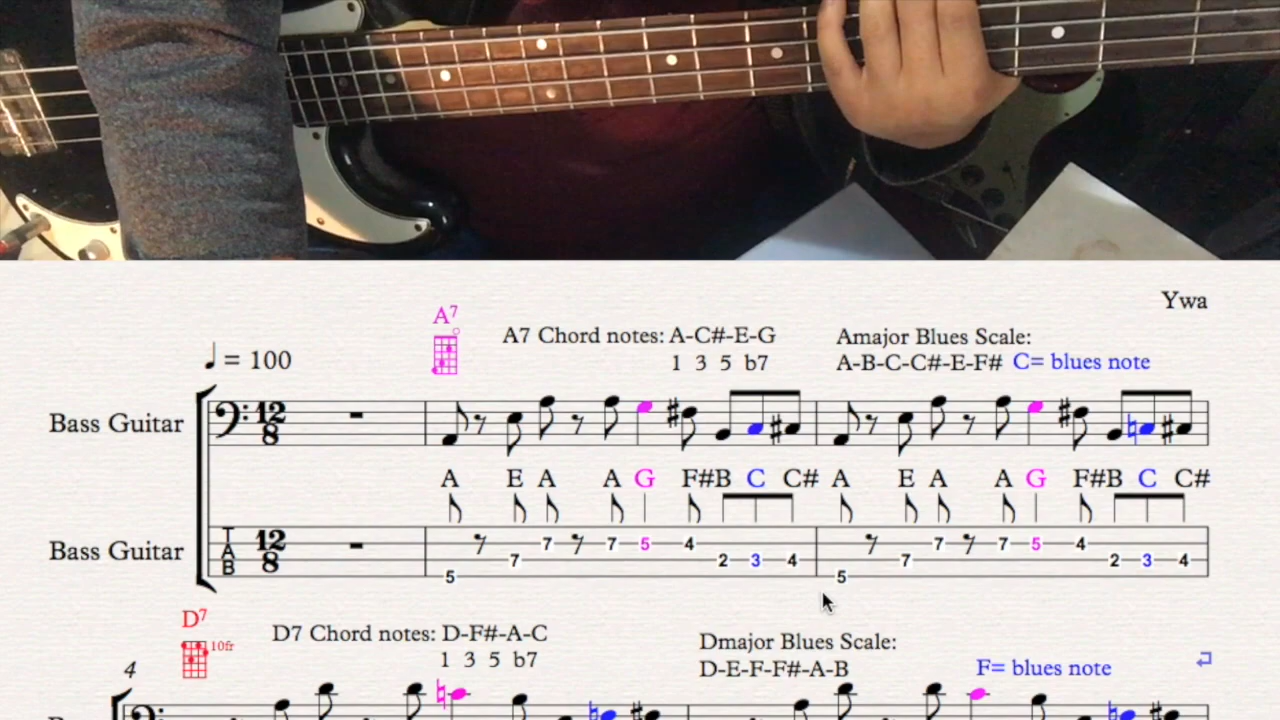 Ywa
A7
A7 Chord notes: A-C#-E-G
1 3 5 b7
Amajor Blues Scale:
A-B-C-C#-E-F# C= blues note
♩ = 100
Bass Guitar
12
8
A E A A G F#B C C# A E A A G F#B C C#
Bass Guitar
T
A
B
12
8
5 7 7 7 5 4 2 3 4 5 7 7 7 5 4 2 3 4
D7
10fr
D7 Chord notes: D-F#-A-C
1 3 5 b7
Dmajor Blues Scale:
D-E-F-F#-A-B F= blues note
4